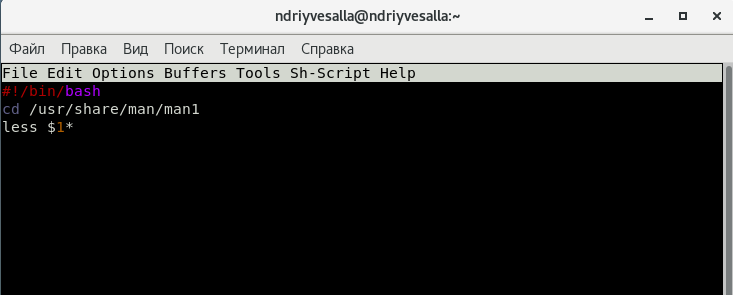 ndriyvesalla@ndriyvesalla:~
Файл Правка Вид Поиск Терминал Справка
File Edit Options Buffers Tools Sh-Script Help
#!/bin/bash
cd /usr/share/man/man1
less $1*